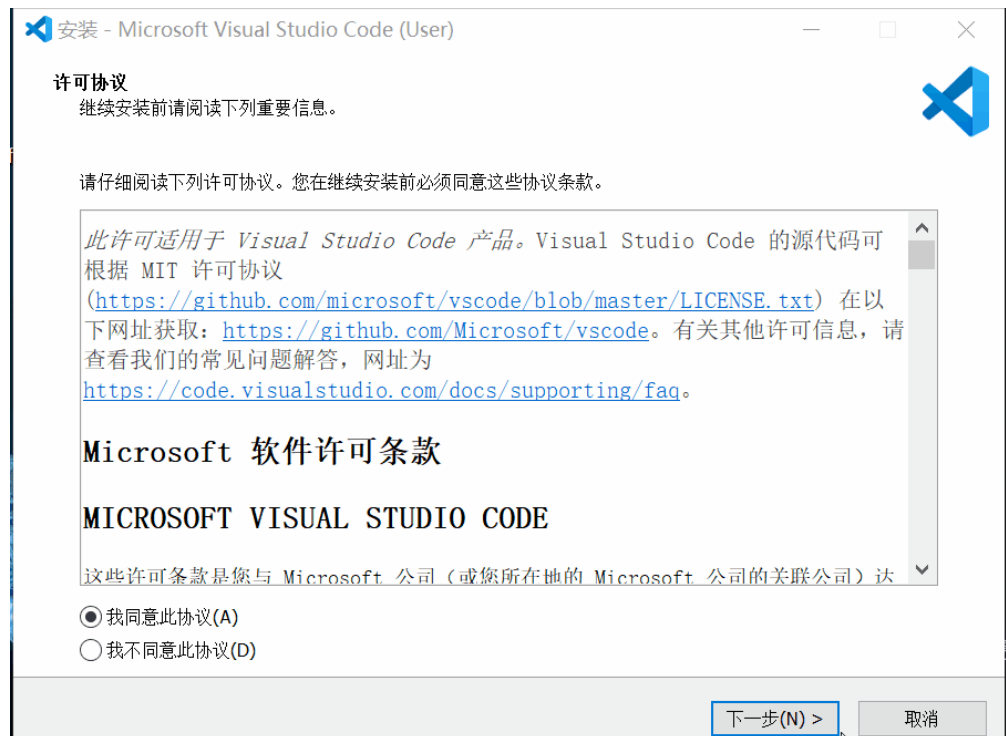 安装 - Microsoft Visual Studio Code (User)
许可协议
继续安装前请阅读下列重要信息。
请仔细阅读下列许可协议。您在继续安装前必须同意这些协议条款。
此许可适用于 Visual Studio Code 产品。Visual Studio Code 的源代码可
根据 MIT 许可协议
(https://github.com/microsoft/vscode/blob/master/LICENSE.txt) 在以
下网址获取：https://github.com/Microsoft/vscode。有关其他许可信息，请
查看我们的常见问题解答，网址为
https://code.visualstudio.com/docs/supporting/faq。
Microsoft 软件许可条款
MICROSOFT VISUAL STUDIO CODE
这些许可条款是您与 Microsoft 公司（或您所在地的 Microsoft 公司的关联公司）达
我同意此协议(A)
我不同意此协议(D)
下一步(N) >
取消